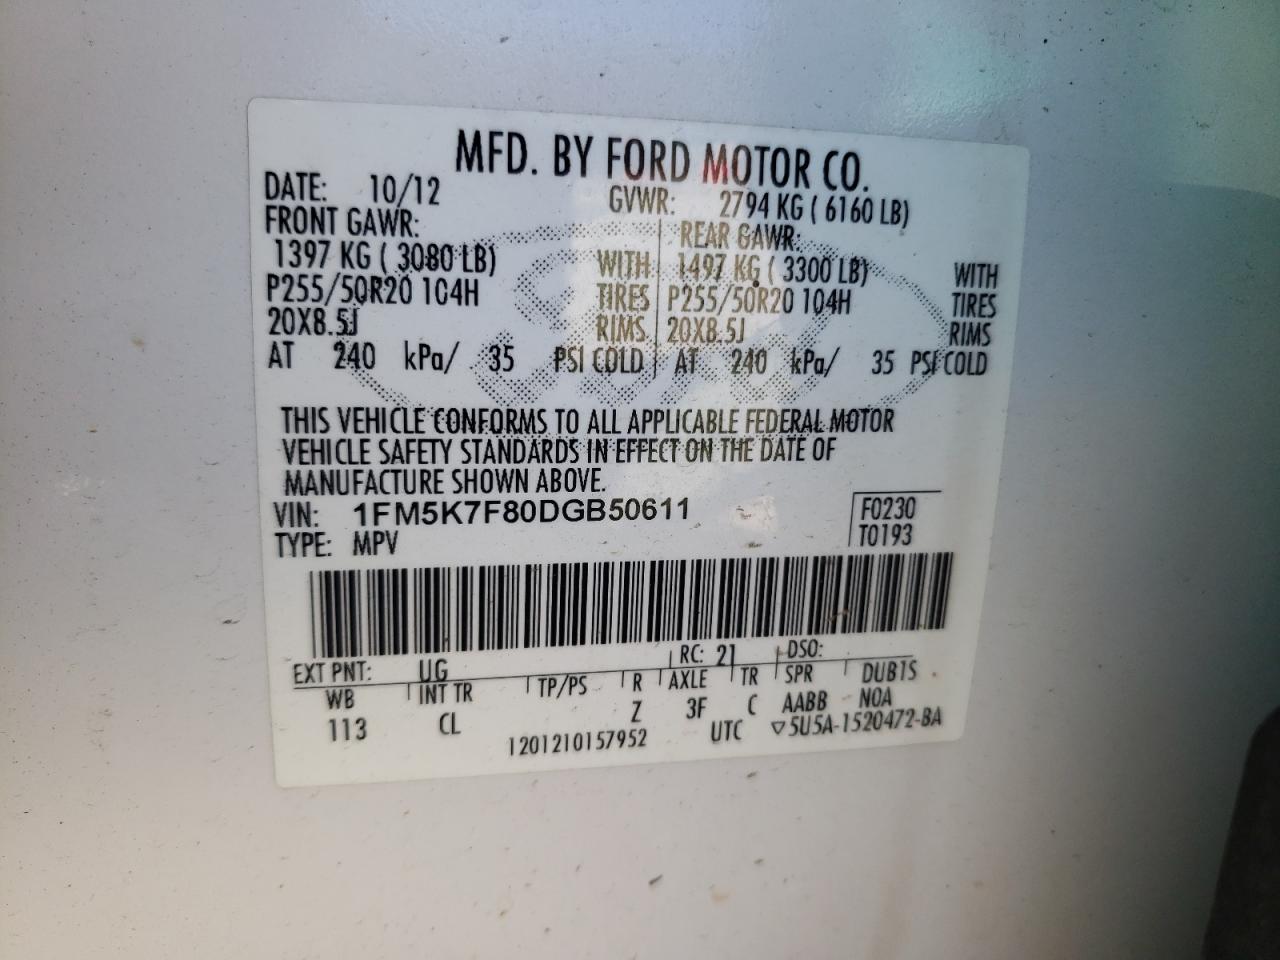 MFD. BY FORD MOTOR CO.
DATE: 10/12 GVWR: 2794 KG ( 6160 LB)
FRONT GAWR: REAR GAWR:
1397 KG ( 3080 LB) WITH 1497 KG ( 3300 LB) WITH
P255/50R20 104H TIRES P255/50R20 104H TIRES
20X8.5J RIMS 20X8.5J RIMS
AT 240 kPa/ 35 PSI COLD AT 240 kPa/ 35 PSI COLD
THIS VEHICLE CONFORMS TO ALL APPLICABLE FEDERAL MOTOR
VEHICLE SAFETY STANDARDS IN EFFECT ON THE DATE OF
MANUFACTURE SHOWN ABOVE.
VIN: 1FM5K7F80DGB50611 F0230
TYPE: MPV T0193
EXT PNT: UG RC: 21 DSO:
WB INT TR TP/PS R AXLE TR SPR DUB1S
113 CL Z 3F C AABB NOA
1201210157952 UTC ▽5U5A-1520472-BA